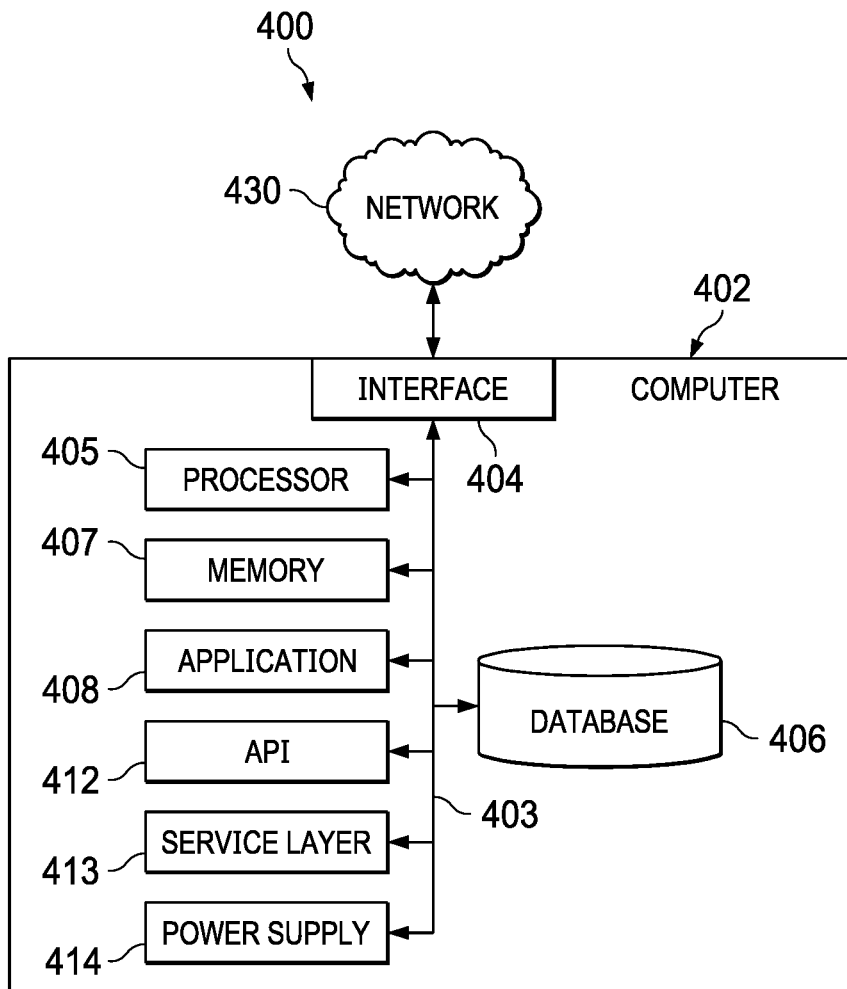 400
430
NETWORK
402
INTERFACE
COMPUTER
404
405
PROCESSOR
407
MEMORY
408
APPLICATION
DATABASE
406
412
API
403
413
SERVICE LAYER
414
POWER SUPPLY